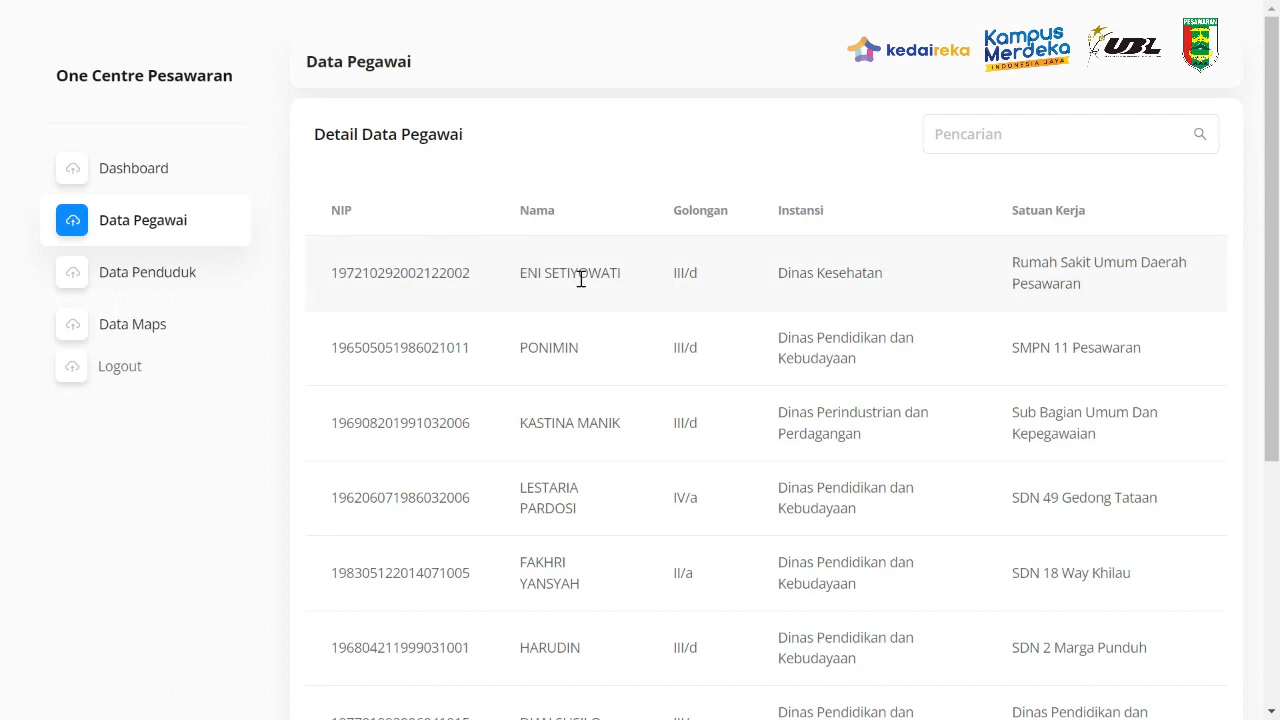 kedaireka
Kampus
Merdeka
INDONESIA JAYA
UBL
PESAWARAN
One Centre Pesawaran
Data Pegawai
Dashboard
Data Pegawai
Data Penduduk
Data Maps
Logout
Detail Data Pegawai
Pencarian
NIP Nama Golongan Instansi Satuan Kerja
197210292002122002 ENI SETIYOWATI III/d Dinas Kesehatan Rumah Sakit Umum Daerah
Pesawaran
196505051986021011 PONIMIN III/d Dinas Pendidikan dan SMPN 11 Pesawaran
Kebudayaan
196908201991032006 KASTINA MANIK III/d Dinas Perindustrian dan Sub Bagian Umum Dan
Perdagangan Kepegawaian
196206071986032006 LESTARIA IV/a Dinas Pendidikan dan SDN 49 Gedong Tataan
PARDOSI Kebudayaan
198305122014071005 FAKHRI II/a Dinas Pendidikan dan SDN 18 Way Khilau
YANSYAH Kebudayaan
196804211999031001 HARUDIN III/d Dinas Pendidikan dan SDN 2 Marga Punduh
Kebudayaan
Dinas Pendidikan dan Dinas Pendidikan dan